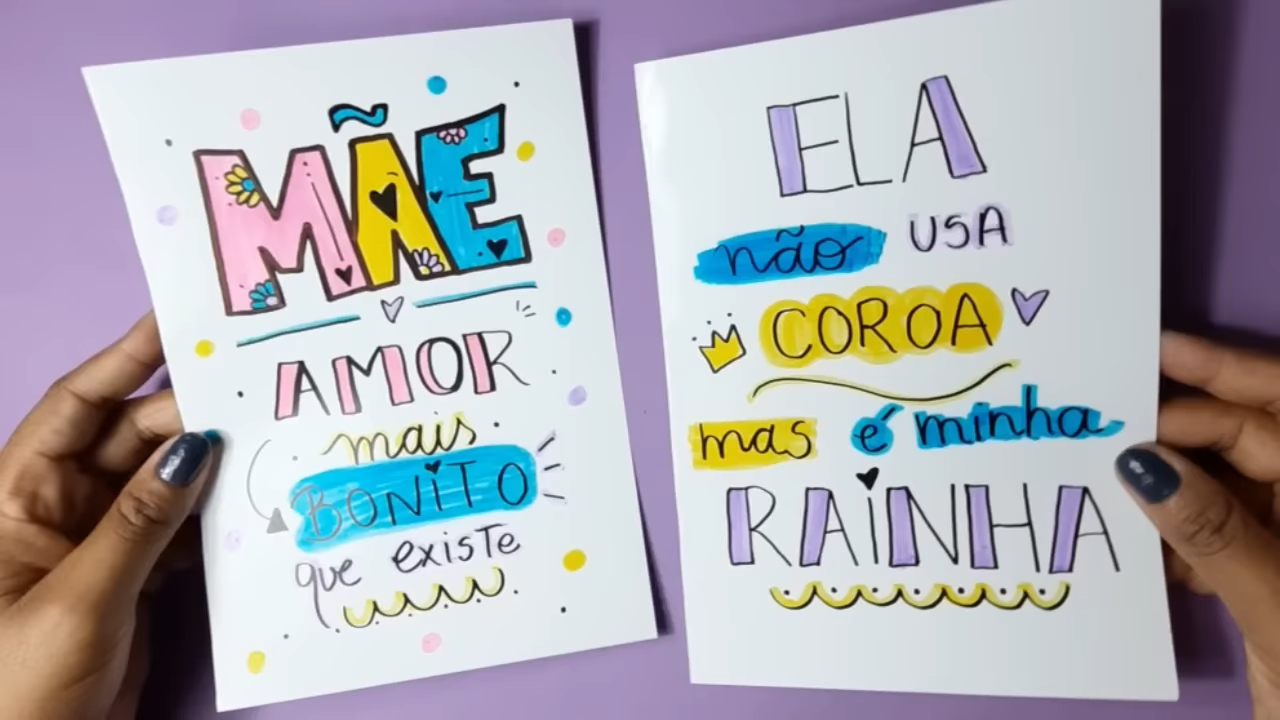 MÃE
AMOR
mais
BONITO
que existe
ELA
não USA
COROA
mas é minha
RAiNHA